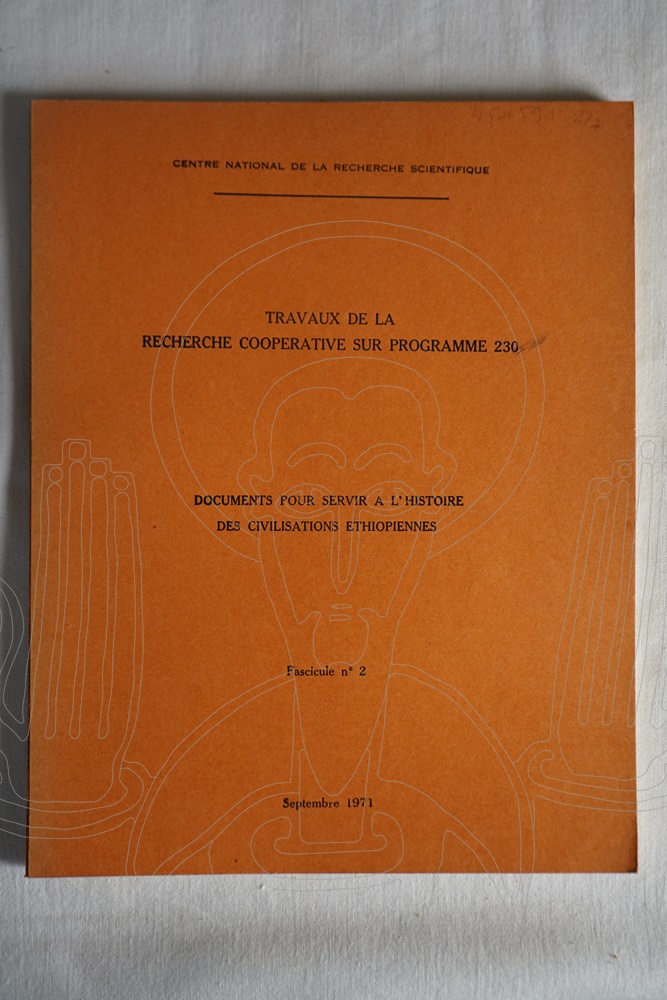 CENTRE NATIONAL DE LA RECHERCHE SCIENTIFIQUE
TRAVAUX DE LA
RECHERCHE COOPERATIVE SUR PROGRAMME 230
DOCUMENTS POUR SERVIR A L'HISTOIRE
DES CIVILISATIONS ETHIOPIENNES
Fascicule n° 2
Septembre 1971